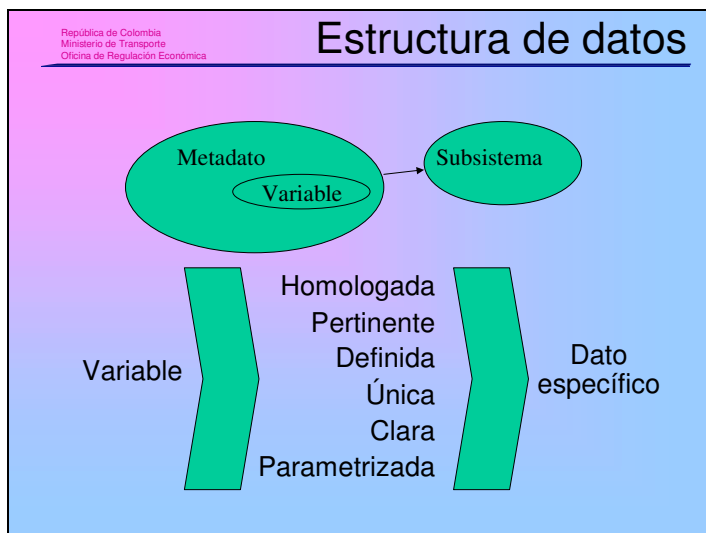 República de Colombia
Ministerio de Transporte
Oficina de Regulación Económica
Estructura de datos
Metadato
Variable
Subsistema
Variable
Homologada
Pertinente
Definida
Única
Clara
Parametrizada
Dato
específico